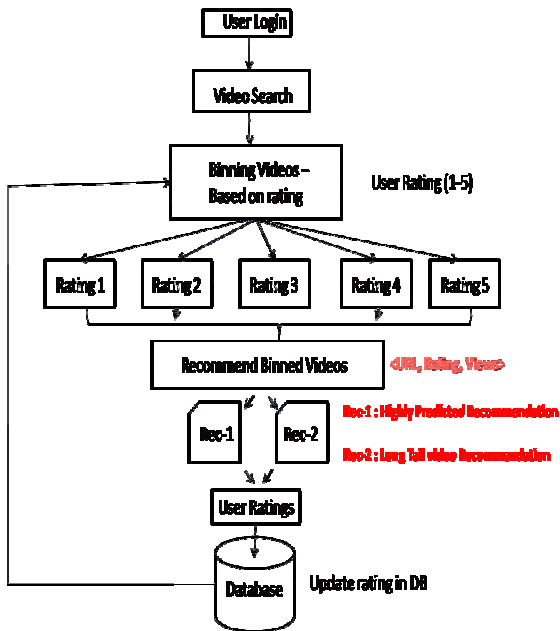 User Login
Video Search
Binning Videos –
Based on rating
User Rating (1-5)
Rating 1
Rating 2
Rating 3
Rating 4
Rating 5
Recommend Binned Videos
<URL, Rating, Views>
Rec-1
Rec-2
Rec-1 : Highly Predicted Recommendation
Rec-2 : Long Tail video Recommendation
User Ratings
Database
Update rating in DB